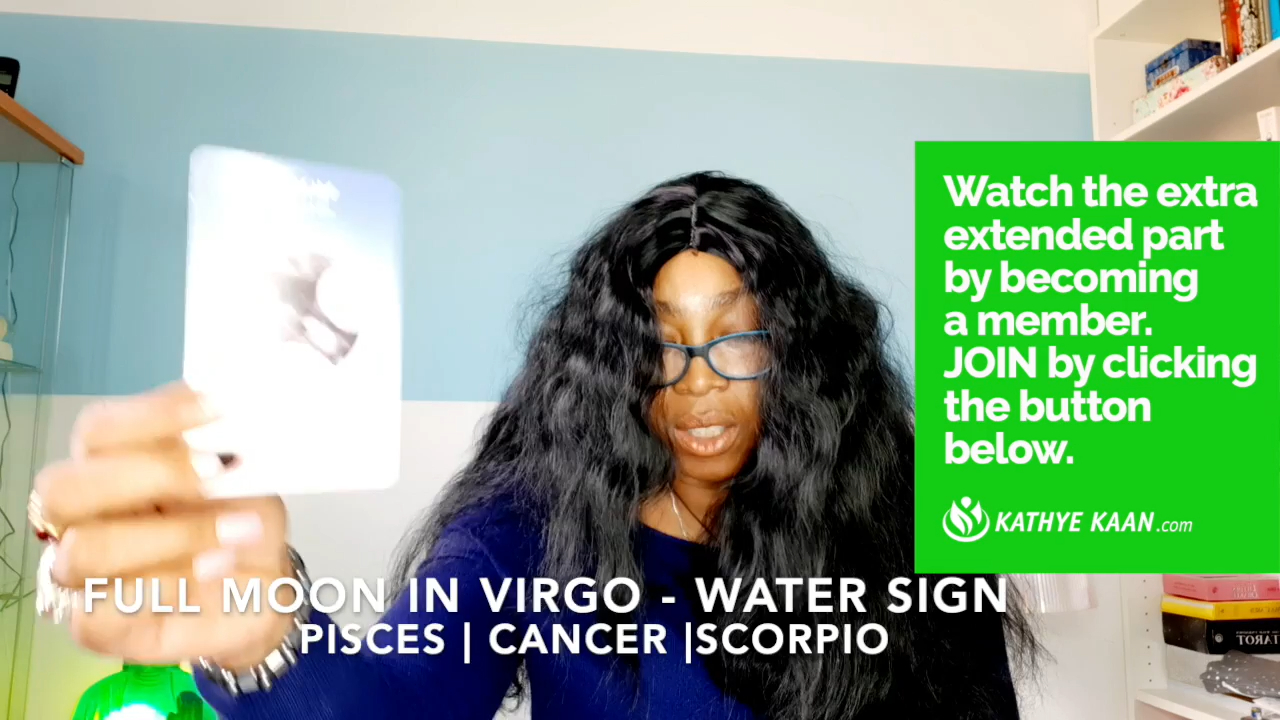 Watch the extra
extended part
by becoming
a member.
JOIN by clicking
the button
below.
KATHYE KAAN.com
FULL MOON IN VIRGO - WATER SIGN
PISCES | CANCER |SCORPIO
TAROT